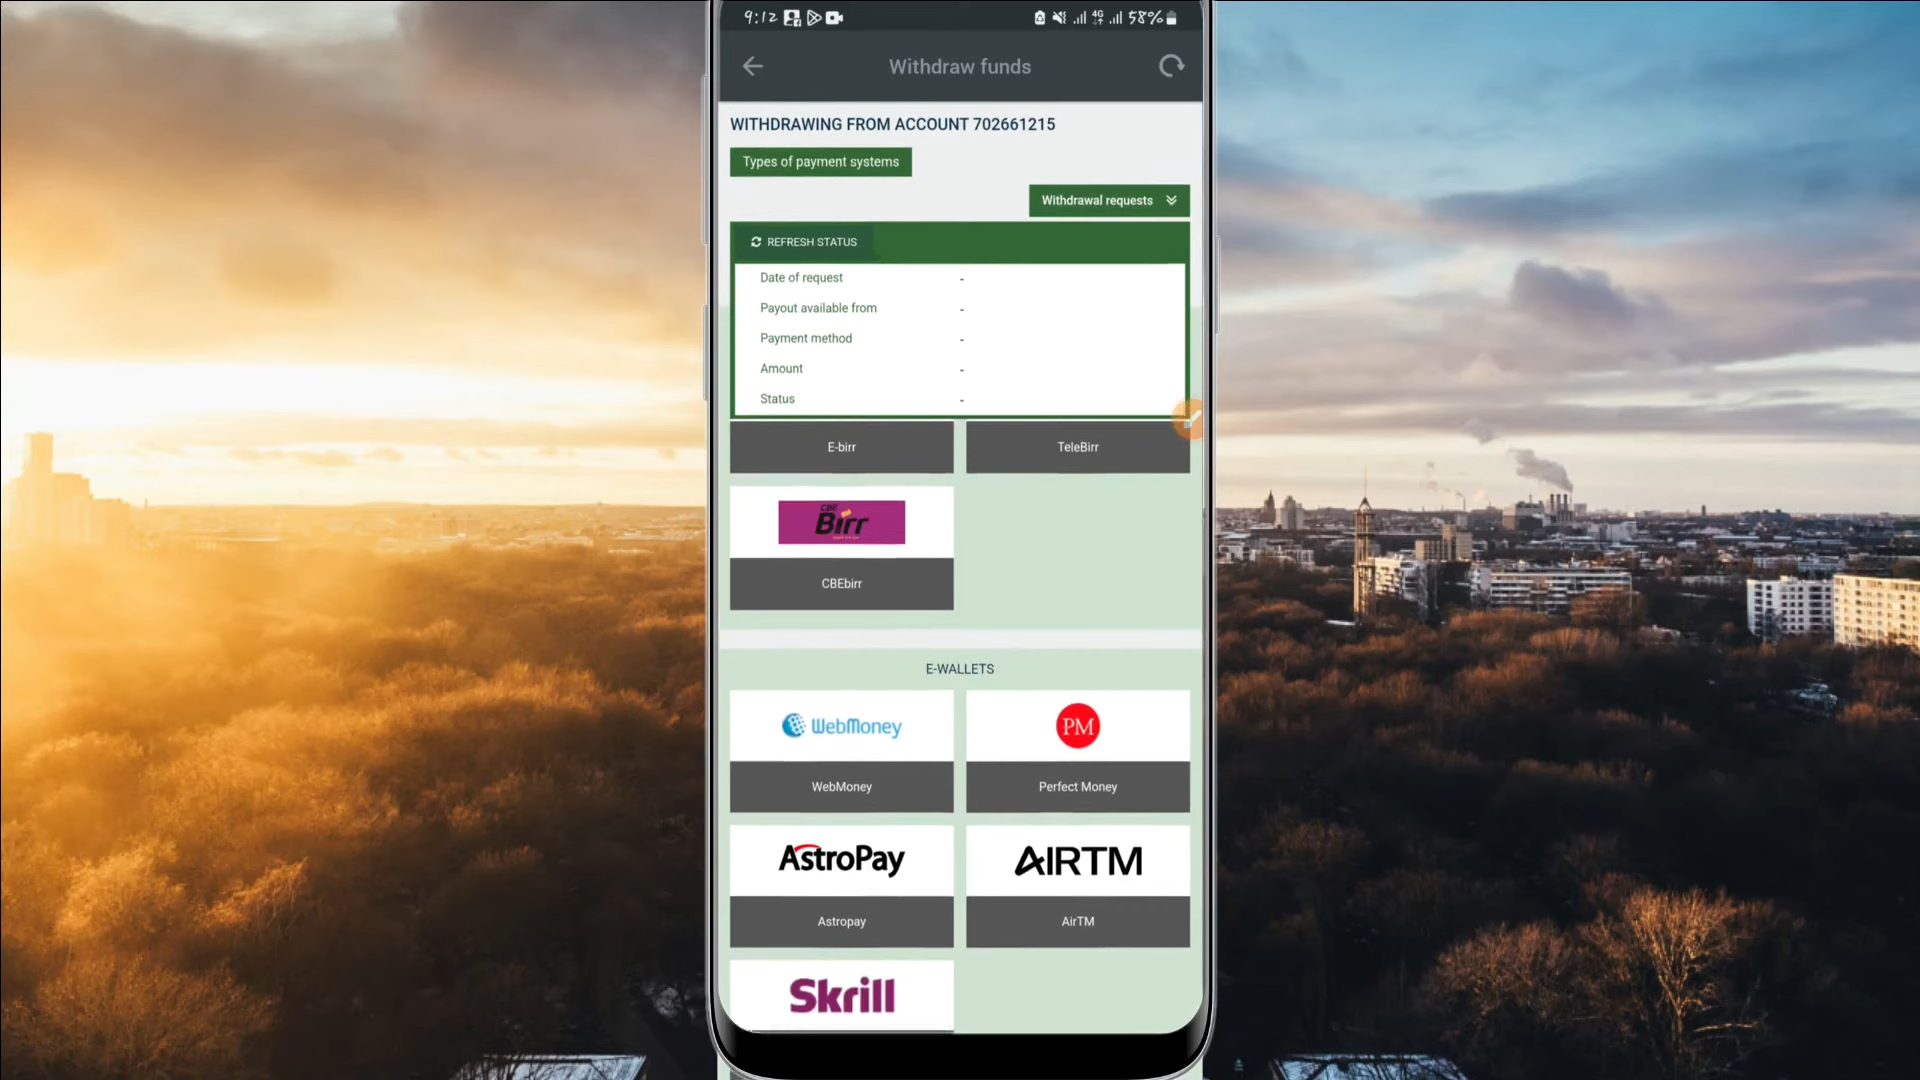 9:12 4G 58%
Withdraw funds
WITHDRAWING FROM ACCOUNT 702661215
Types of payment systems
Withdrawal requests
REFRESH STATUS
Date of request -
Payout available from -
Payment method -
Amount -
Status -
E-birr TeleBirr
CBE
Birr
CBEbirr
E-WALLETS
WebMoney PM
WebMoney Perfect Money
AstroPay AIRTM
Astropay AirTM
Skrill